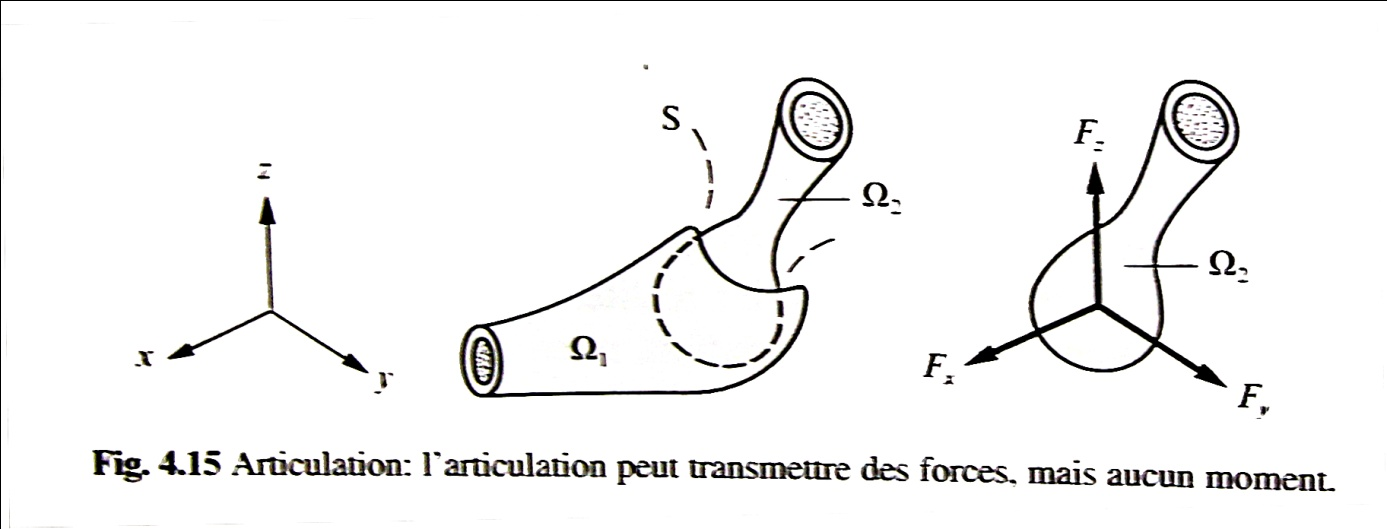 z
x
y
S
Ω₂
Ω₁
F_z
Ω₂
F_x
F_y
Fig. 4.15 Articulation: l'articulation peut transmettre des forces, mais aucun moment.